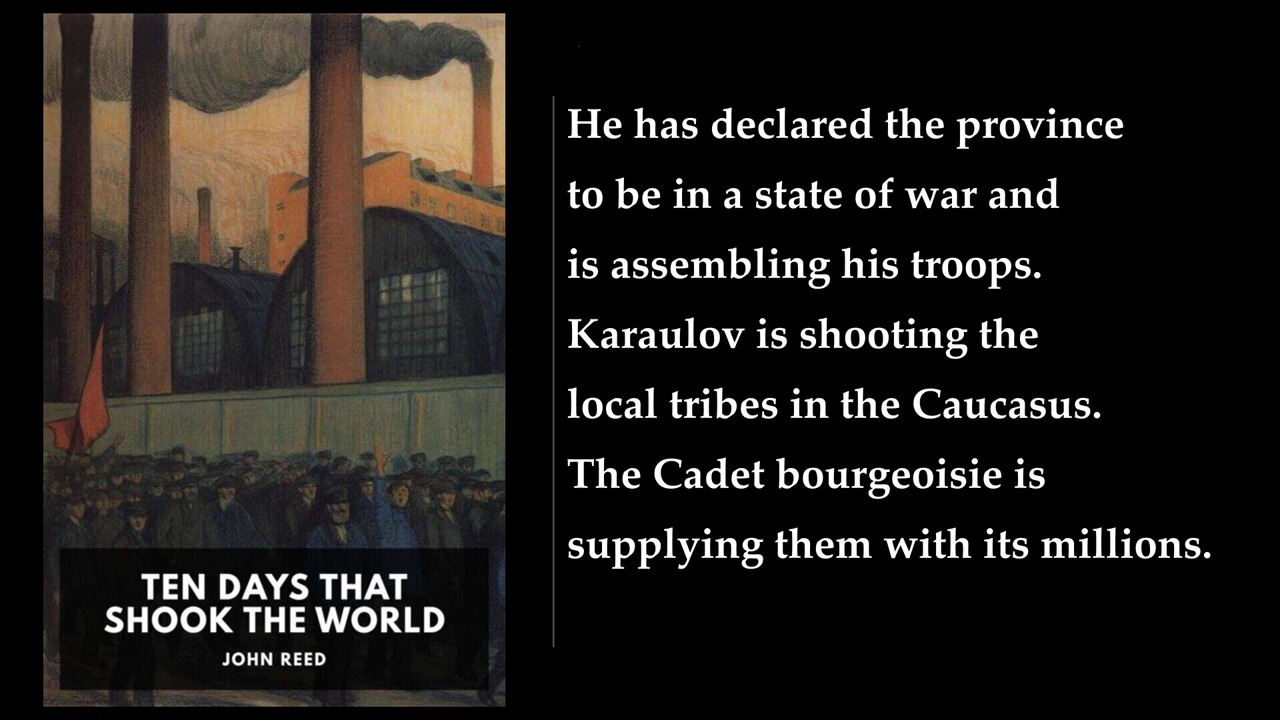 He has declared the province
to be in a state of war and
is assembling his troops.
Karaulov is shooting the
local tribes in the Caucasus.
The Cadet bourgeoisie is
supplying them with its millions.
TEN DAYS THAT
SHOOK THE WORLD
JOHN REED